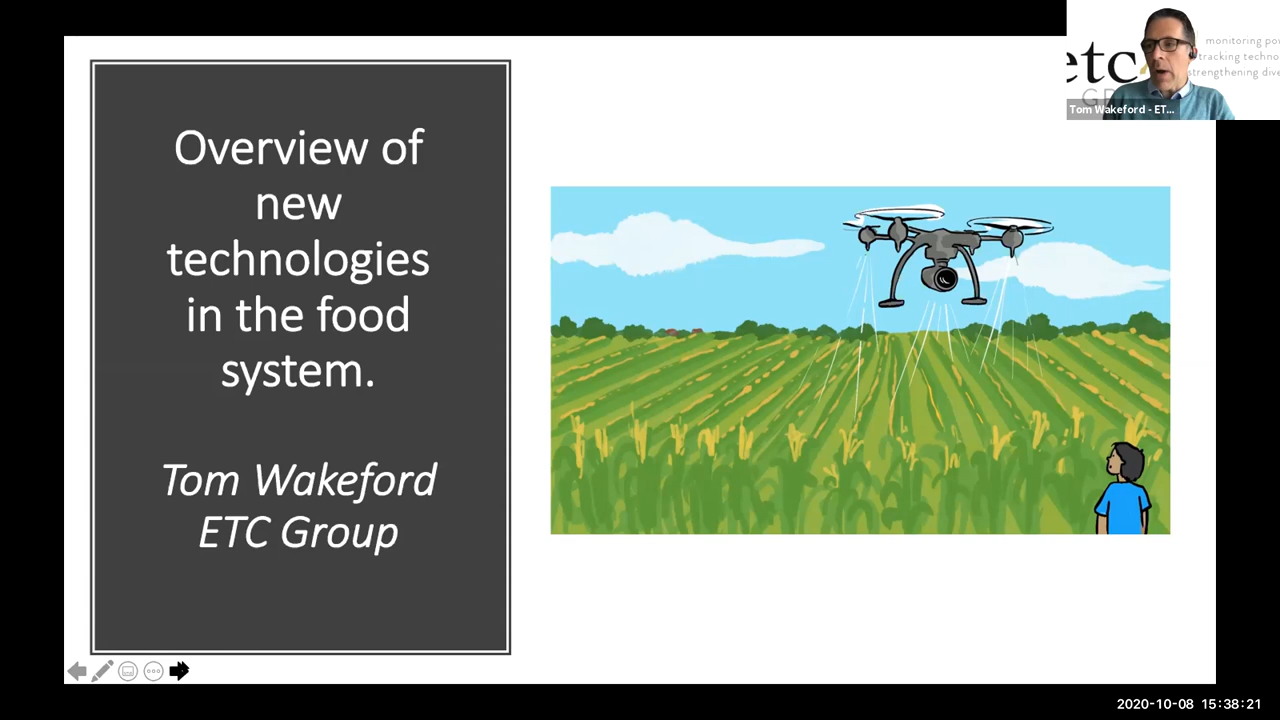 Overview of
new
technologies
in the food
system.
Tom Wakeford
ETC Group
etc
monitoring po
tracking techno
strengthening dive
Tom Wakeford - ET...
2020-10-08 15:38:21